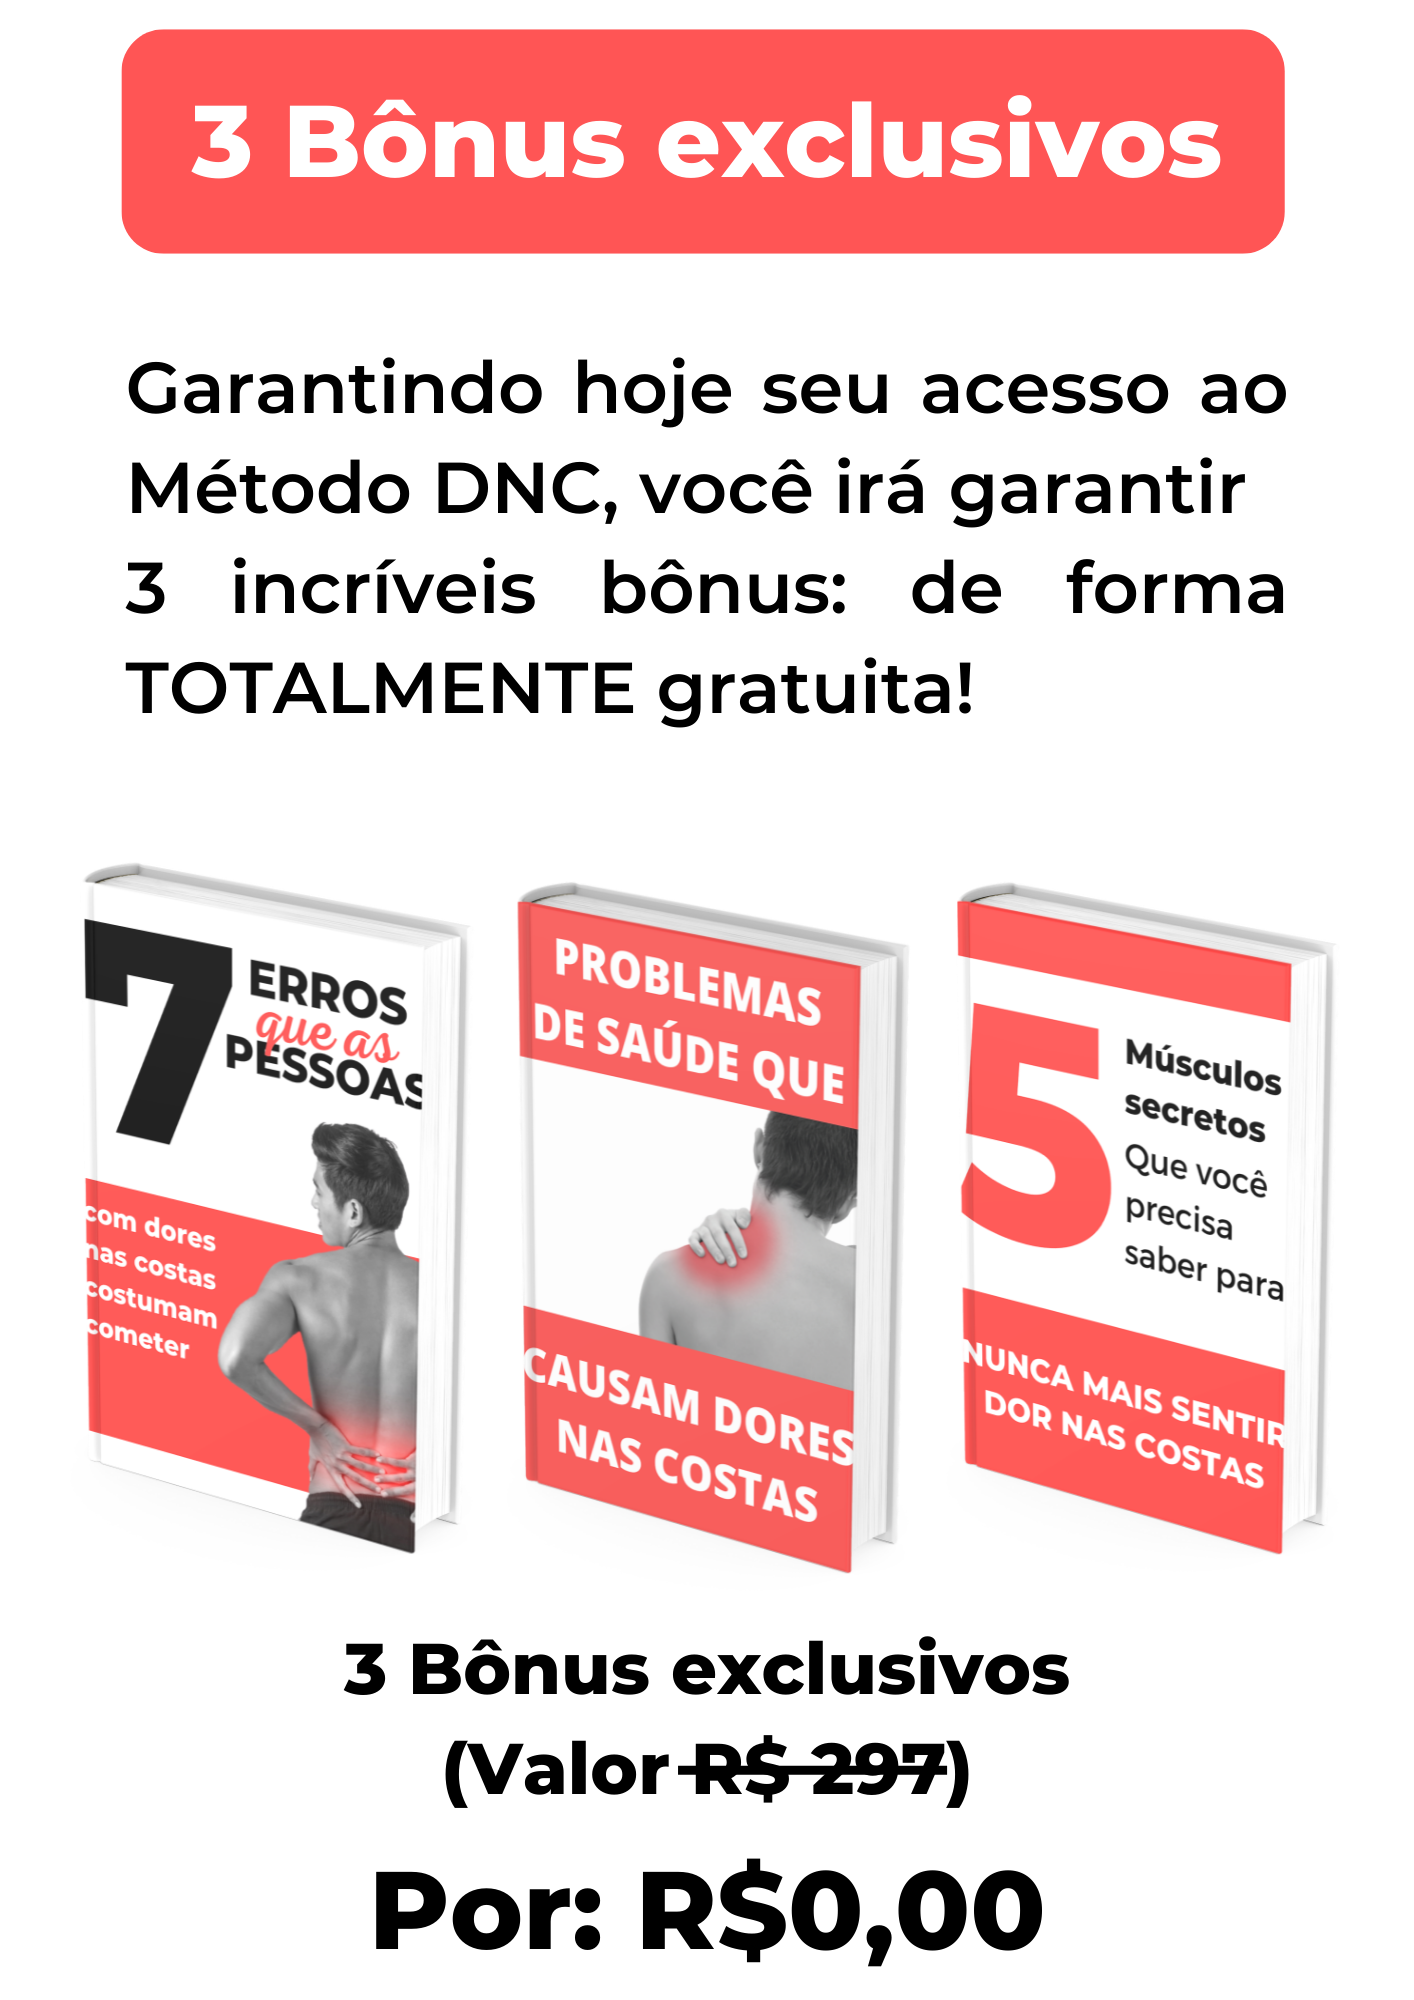 3 Bônus exclusivos
Garantindo hoje seu acesso ao
Método DNC, você irá garantir
3 incríveis bônus: de forma
TOTALMENTE gratuita!
7
ERROS
que as
PESSOAS
com dores
nas costas
costumam
cometer
PROBLEMAS
DE SAÚDE QUE
CAUSAM DORES
NAS COSTAS
5
Músculos
secretos
Que você
precisa
saber para
NUNCA MAIS SENTIR
DOR NAS COSTAS
3 Bônus exclusivos
(Valor R$ 297)
Por: R$0,00